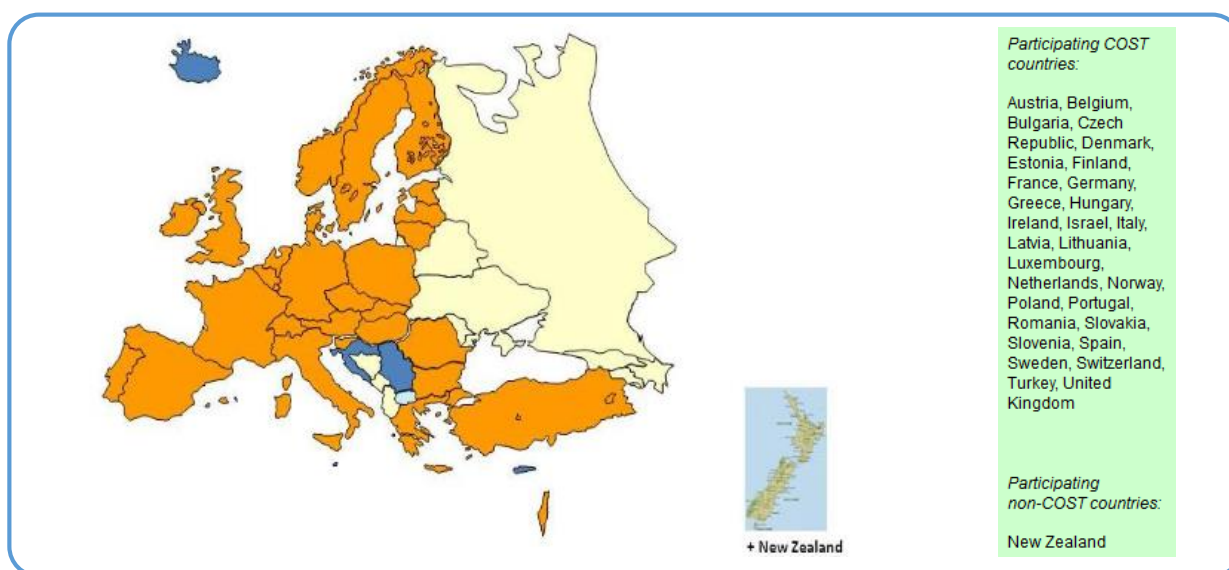 Participating COST
countries:
Austria, Belgium,
Bulgaria, Czech
Republic, Denmark,
Estonia, Finland,
France, Germany,
Greece, Hungary,
Ireland, Israel, Italy,
Latvia, Lithuania,
Luxembourg,
Netherlands, Norway,
Poland, Portugal,
Romania, Slovakia,
Slovenia, Spain,
Sweden, Switzerland,
Turkey, United
Kingdom
Participating
non-COST countries:
New Zealand
+ New Zealand